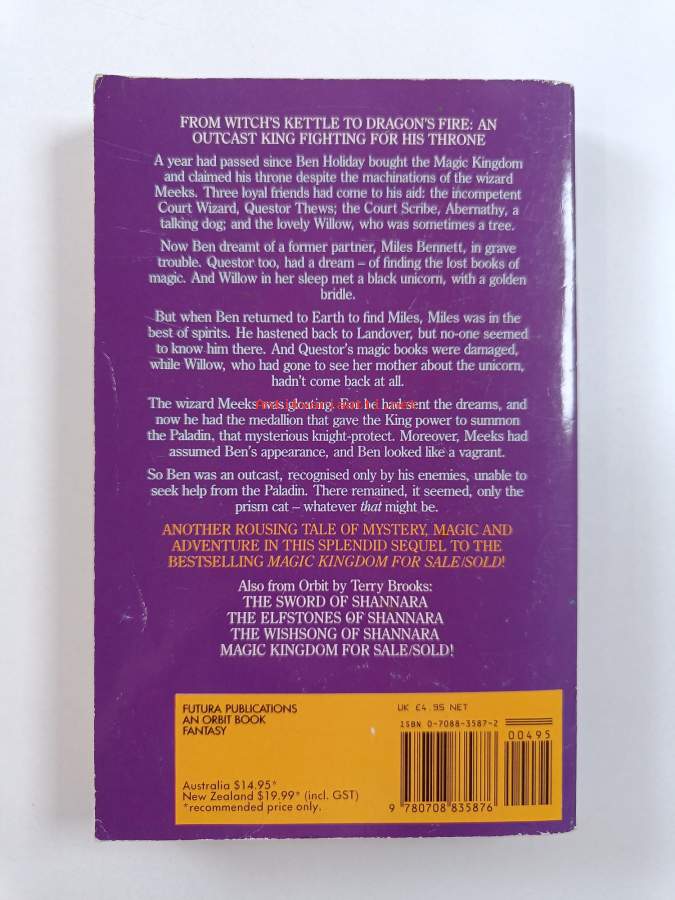 FROM WITCH'S KETTLE TO DRAGON'S FIRE: AN
OUTCAST KING FIGHTING FOR HIS THRONE
A year had passed since Ben Holiday bought the Magic Kingdom
and claimed his throne despite the machinations of the wizard
Meeks. Three loyal friends had come to his aid: the incompetent
Court Wizard, Questor Thews; the Court Scribe, Abernathy, a
talking dog; and the lovely Willow, who was sometimes a tree.
Now Ben dreamt of a former partner, Miles Bennett, in grave
trouble. Questor too, had a dream – of finding the lost books of
magic. And Willow in her sleep met a black unicorn, with a golden
bridle.
But when Ben returned to Earth to find Miles, Miles was in the
best of spirits. He hastened back to Landover, but no-one seemed
to know him there. And Questor's magic books were damaged,
while Willow, who had gone to see her mother about the unicorn,
hadn't come back at all.
The wizard Meeks was gloating. For he had sent the dreams, and
now he had the medallion that gave the King power to summon
the Paladin, that mysterious knight-protect. Moreover, Meeks had
assumed Ben's appearance, and Ben looked like a vagrant.
So Ben was an outcast, recognised only by his enemies, unable to
seek help from the Paladin. There remained, it seemed, only the
prism cat – whatever that might be.
ANOTHER ROUSING TALE OF MYSTERY, MAGIC AND
ADVENTURE IN THIS SPLENDID SEQUEL TO THE
BESTSELLING MAGIC KINGDOM FOR SALE/SOLD!
Also from Orbit by Terry Brooks:
THE SWORD OF SHANNARA
THE ELFSTONES OF SHANNARA
THE WISHSONG OF SHANNARA
MAGIC KINGDOM FOR SALE/SOLD!
FUTURA PUBLICATIONS
AN ORBIT BOOK
FANTASY
Australia $14.95*
New Zealand $19.99* (incl. GST)
*recommended price only.
UK £4.95 NET
ISBN 0-7088-3587-2
00495
9 780708 835876